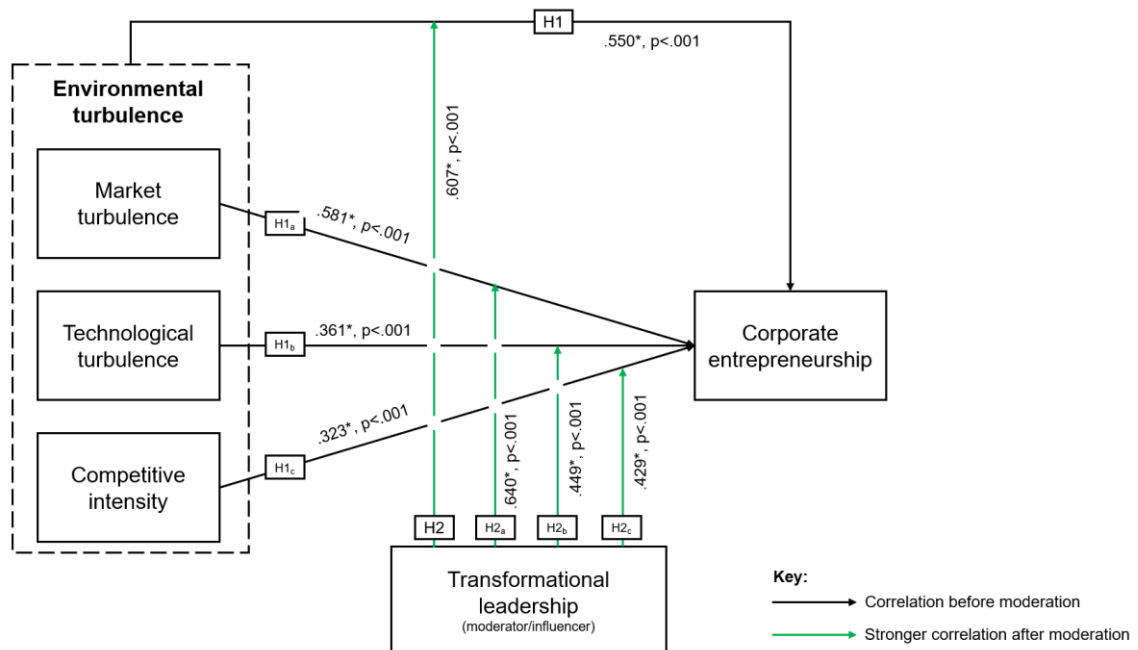 H1
.550*, p<.001
Environmental
turbulence
.607*, p<.001
Market
turbulence
H1a
.581*, p<.001
Technological
turbulence
H1b
.361*, p<.001
Corporate
entrepreneurship
Competitive
intensity
H1c
.323*, p<.001
.640*, p<.001
.449*, p<.001
.429*, p<.001
H2
H2a
H2b
H2c
Transformational
leadership
(moderator/influencer)
Key:
Correlation before moderation
Stronger correlation after moderation